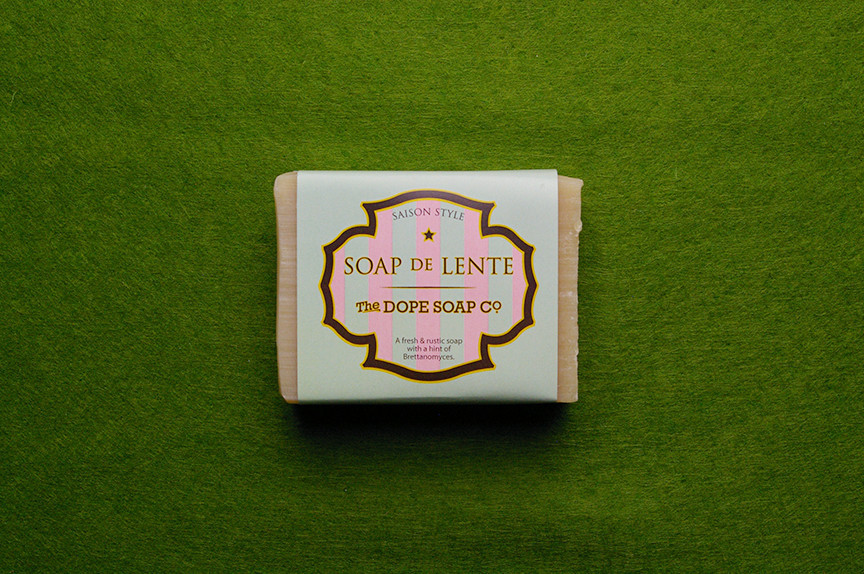 SAISON STYLE
SOAP DE LENTE
The DOPE SOAP Co
A fresh & rustic soap
with a hint of
Brettanomyces.